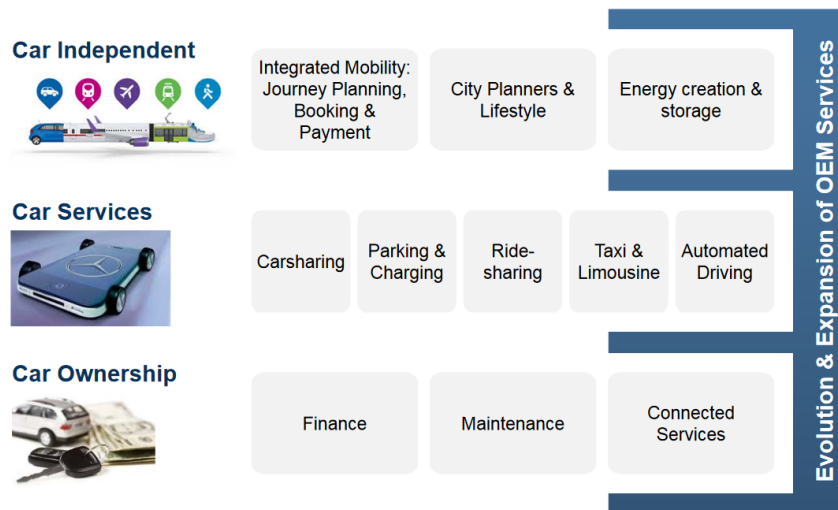 Car Independent
Integrated Mobility:
Journey Planning,
Booking &
Payment
City Planners &
Lifestyle
Energy creation &
storage
Car Services
Carsharing
Parking &
Charging
Ride-
sharing
Taxi &
Limousine
Automated
Driving
Car Ownership
Finance
Maintenance
Connected
Services
Evolution & Expansion of OEM Services